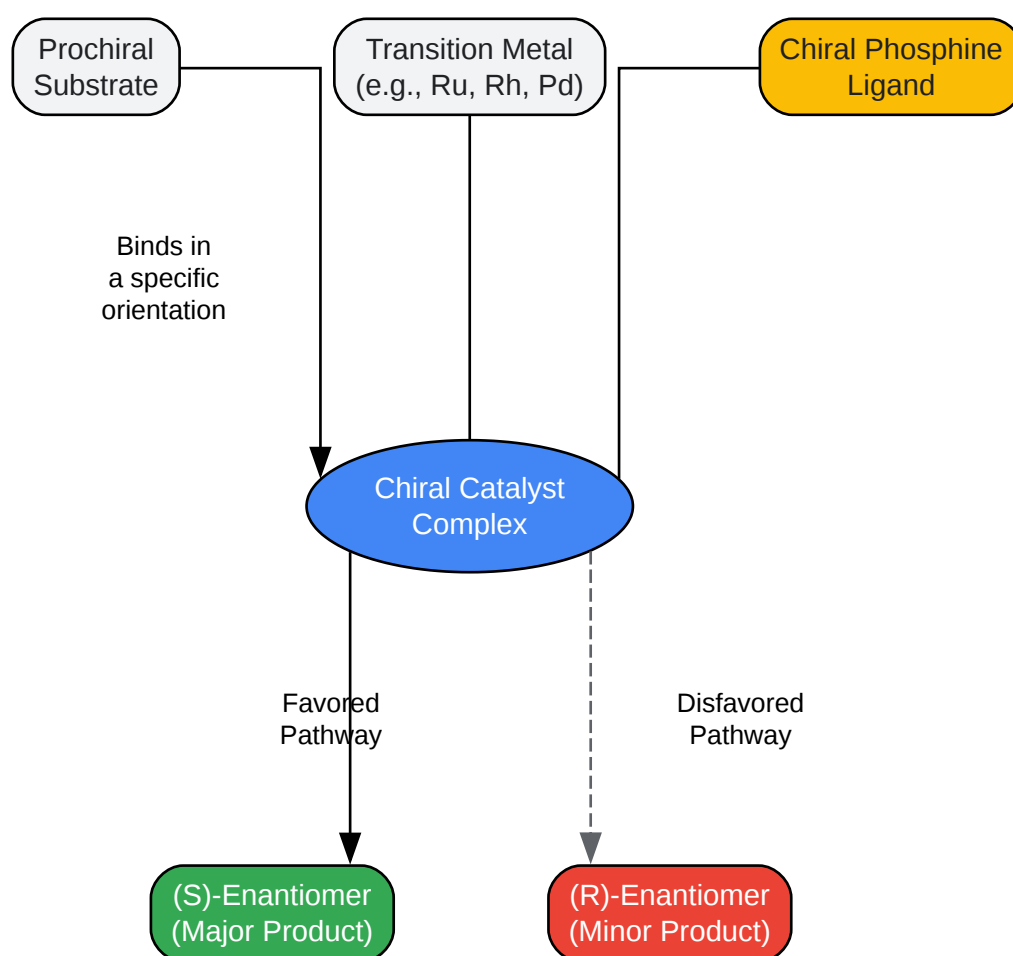 Prochiral
Substrate
Transition Metal
(e.g., Ru, Rh, Pd)
Chiral Phosphine
Ligand
Binds in
a specific
orientation
Chiral Catalyst
Complex
Favored
Pathway
Disfavored
Pathway
(S)-Enantiomer
(Major Product)
(R)-Enantiomer
(Minor Product)